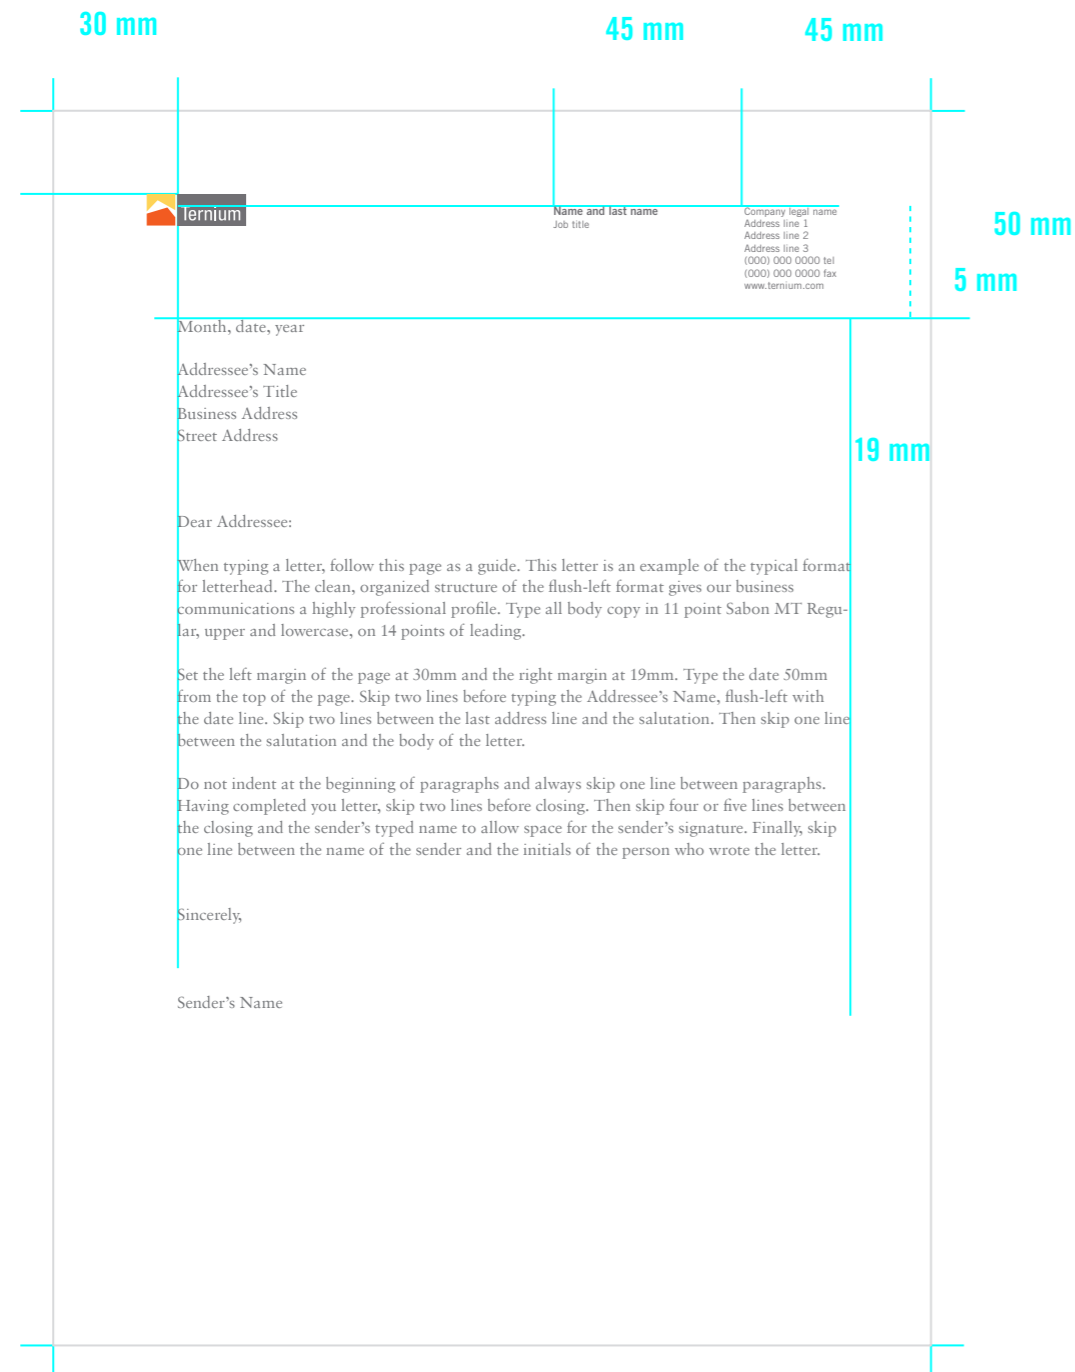 30 mm
45 mm
45 mm
Ternium
Name and last name
Job title
Company legal name
Address line 1
Address line 2
Address line 3
(000) 000 0000 tel
(000) 000 0000 fax
www.ternium.com
50 mm
5 mm
Month, date, year
Addressee’s Name
Addressee’s Title
Business Address
Street Address
19 mm
Dear Addressee:
When typing a letter, follow this page as a guide. This letter is an example of the typical format
for letterhead. The clean, organized structure of the flush-left format gives our business
communications a highly professional profile. Type all body copy in 11 point Sabon MT Regu-
lar, upper and lowercase, on 14 points of leading.
Set the left margin of the page at 30mm and the right margin at 19mm. Type the date 50mm
from the top of the page. Skip two lines before typing the Addressee’s Name, flush-left with
the date line. Skip two lines between the last address line and the salutation. Then skip one line
between the salutation and the body of the letter.
Do not indent at the beginning of paragraphs and always skip one line between paragraphs.
Having completed you letter, skip two lines before closing. Then skip four or five lines between
the closing and the sender’s typed name to allow space for the sender’s signature. Finally, skip
one line between the name of the sender and the initials of the person who wrote the letter.
Sincerely,
Sender’s Name